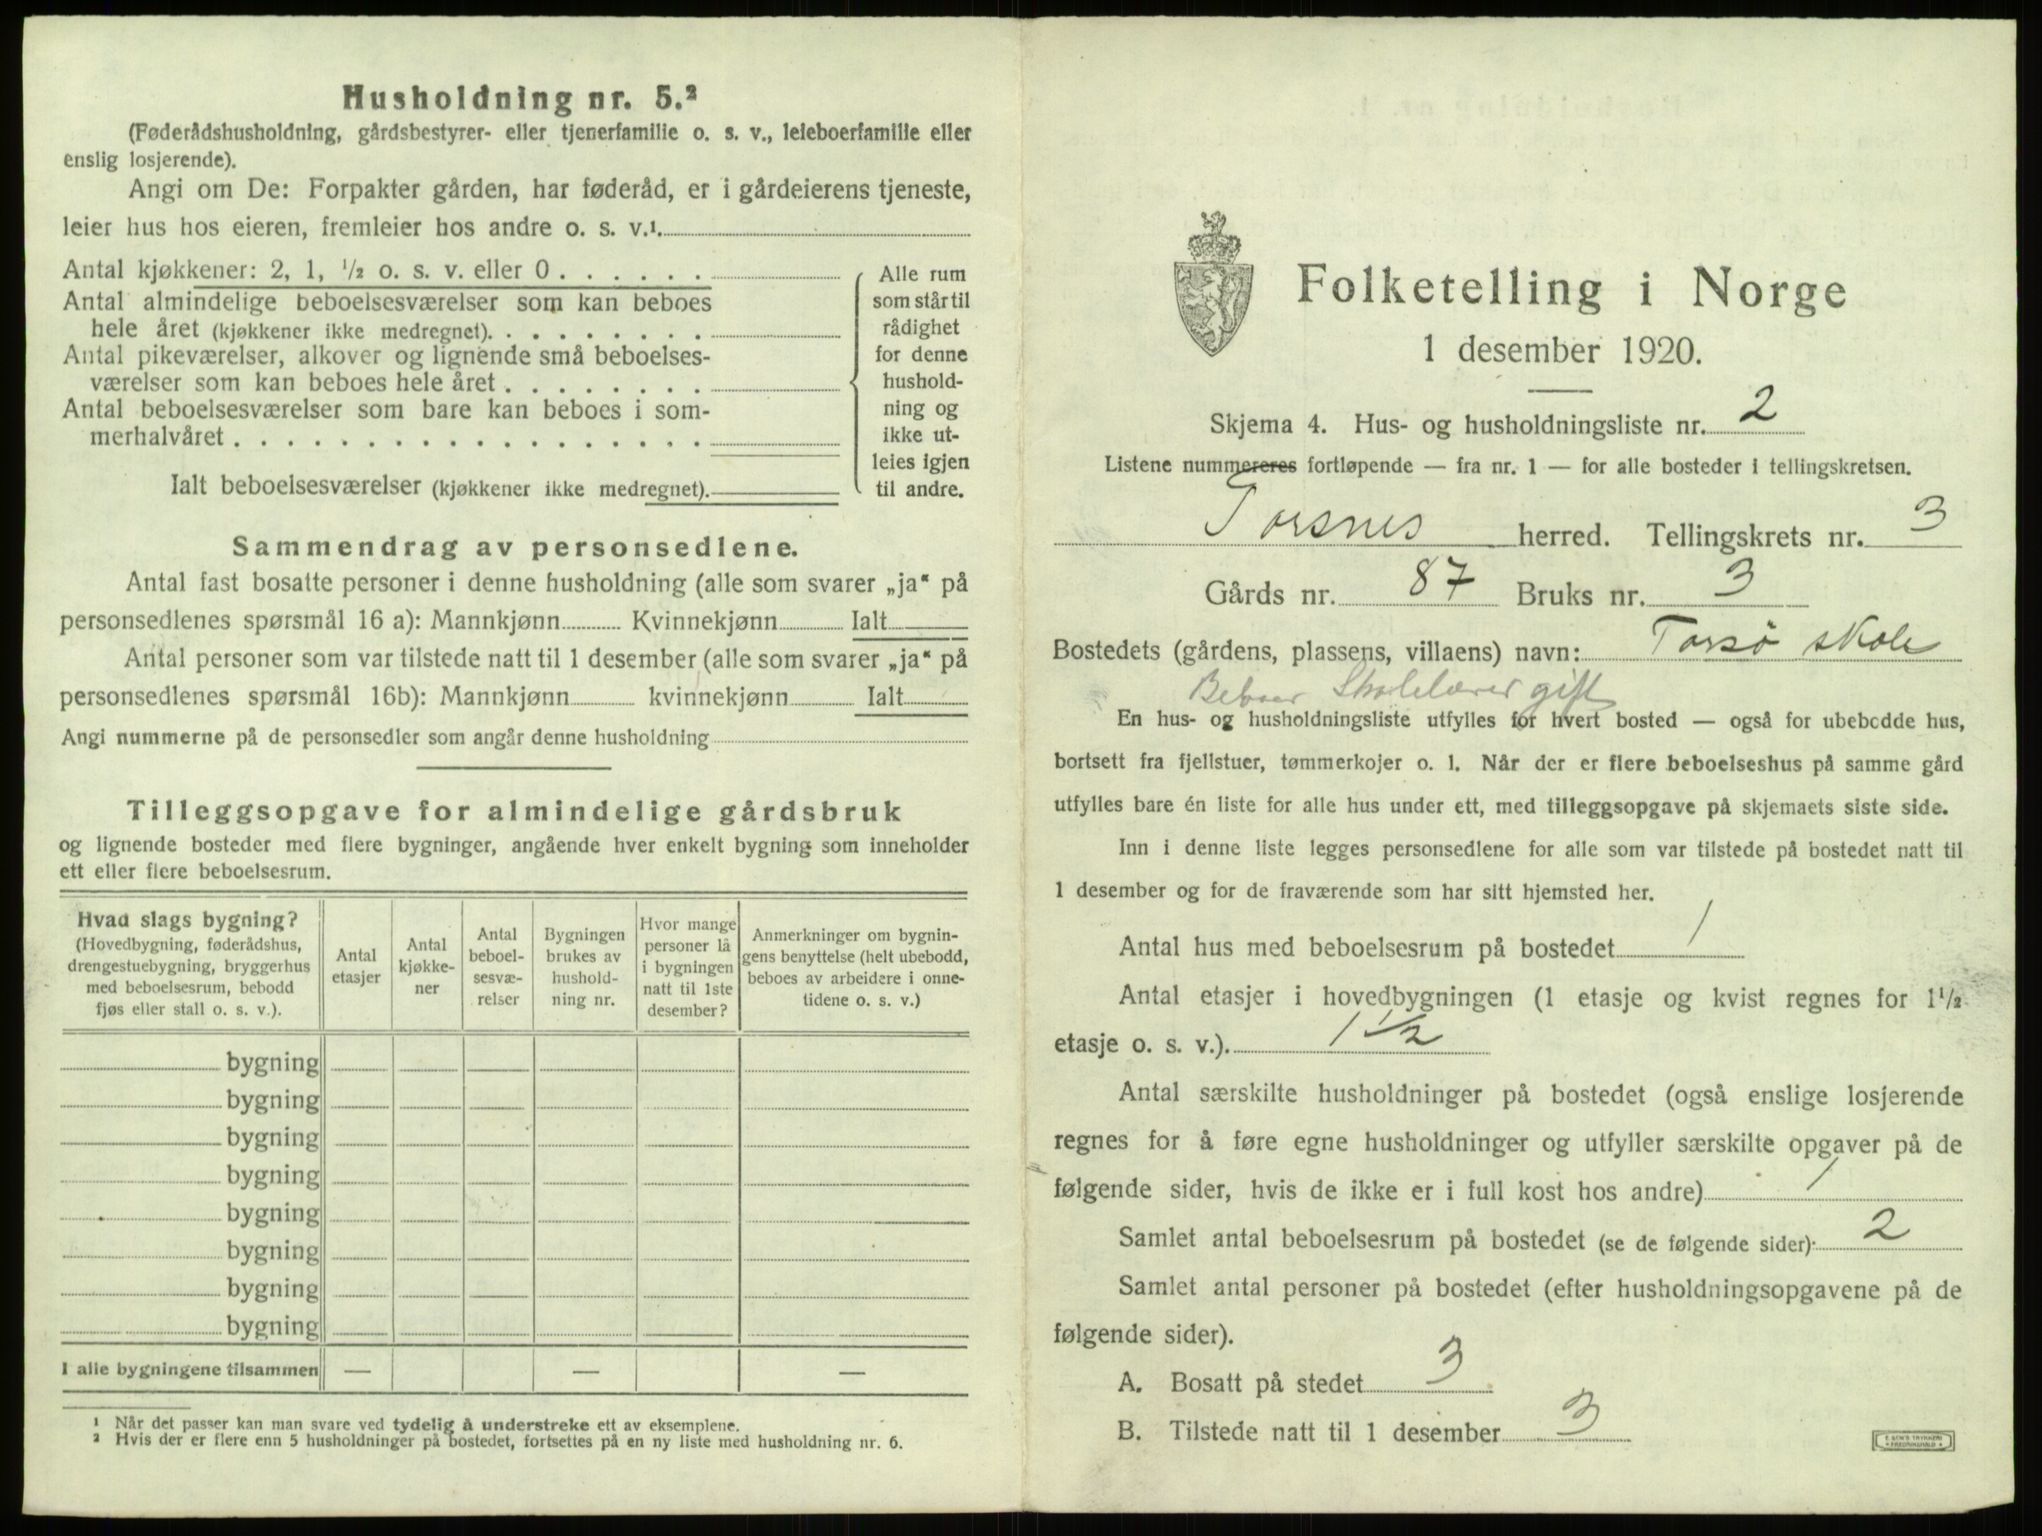 Husholdning nr. 5.²
(Føderådshusholdning, gårdsbestyrer- eller tjenerfamilie o. s. v., leieboerfamilie eller
enslig losjerende).
Angi om De: Forpakter gården, har føderåd, er i gårdeierens tjeneste,
leier hus hos eieren, fremleier hos andre o. s. v.¹.
Antal kjøkkener: 2, 1, ½ o. s. v. eller 0 . . . . . .
Antal almindelige beboelsesværelser som kan beboes
hele året (kjøkkener ikke medregnet). . . . . . . . .
Antal pikeværelser, alkover og lignende små beboelses-
værelser som kan beboes hele året . . . . . . . .
Antal beboelsesværelser som bare kan beboes i som-
merhalvåret . . . . . . . . . . . . . . . . . .
Ialt beboelsesværelser (kjøkkener ikke medregnet).
Alle rum
som står til
rådighet
for denne
hushold-
ning og
ikke ut-
leies igjen
til andre.
Sammendrag av personsedlene.
Antal fast bosatte personer i denne husholdning (alle som svarer „ja“ på
personsedlenes spørsmål 16 a): Mannkjønn Kvinnekjønn Ialt
Antal personer som var tilstede natt til 1 desember (alle som svarer „ja“ på
personsedlenes spørsmål 16b): Mannkjønn kvinnekjønn Ialt
Angi nummerne på de personsedler som angår denne husholdning
Tilleggsopgave for almindelige gårdsbruk
og lignende bosteder med flere bygninger, angående hver enkelt bygning som inneholder
ett eller flere beboelsesrum.
Hvad slags bygning?
(Hovedbygning, føderådshus,
drengestuebygning, bryggerhus
med beboelsesrum, bebodd
fjøs eller stall o. s. v.).
Antal
etasjer
Antal
kjøkke-
ner
Antal
beboel-
sesvæ-
relser
Bygningen
brukes av
hushold-
ning nr.
Hvor mange
personer lå
i bygningen
natt til 1ste
desember?
Anmerkninger om bygnin-
gens benyttelse (helt ubebodd,
beboes av arbeidere i onne-
tidene o. s. v.)
bygning
bygning
bygning
bygning
bygning
bygning
bygning
bygning
I alle bygningene tilsammen — — —
¹ Når det passer kan man svare ved tydelig å understreke ett av eksemplene.
² Hvis der er flere enn 5 husholdninger på bostedet, fortsettes på en ny liste med husholdning nr. 6.
Folketelling i Norge
1 desember 1920.
Skjema 4. Hus- og husholdningsliste nr. 2
Listene nummereres fortløpende — fra nr. 1 — for alle bosteder i tellingskretsen.
Torsnes herred. Tellingskrets nr. 3
Gårds nr. 87 Bruks nr. 3
Bostedets (gårdens, plassens, villaens) navn: Torsö skole
Beboer Skolelærer gift
En hus- og husholdningsliste utfylles for hvert bosted — også for ubebodde hus,
bortsett fra fjellstuer, tømmerkojer o. l. Når der er flere beboelseshus på samme gård
utfylles bare én liste for alle hus under ett, med tilleggsopgave på skjemaets siste side.
Inn i denne liste legges personsedlene for alle som var tilstede på bostedet natt til
1 desember og for de fraværende som har sitt hjemsted her.
Antal hus med beboelsesrum på bostedet 1
Antal etasjer i hovedbygningen (1 etasje og kvist regnes for 1½
etasje o. s. v.). 1 ½
Antal særskilte husholdninger på bostedet (også enslige losjerende
regnes for å føre egne husholdninger og utfyller særskilte opgaver på de
følgende sider, hvis de ikke er i full kost hos andre) 1
Samlet antal beboelsesrum på bostedet (se de følgende sider): 2
Samlet antal personer på bostedet (efter husholdningsopgavene på de
følgende sider).
A. Bosatt på stedet 3
B. Tilstede natt til 1 desember 3